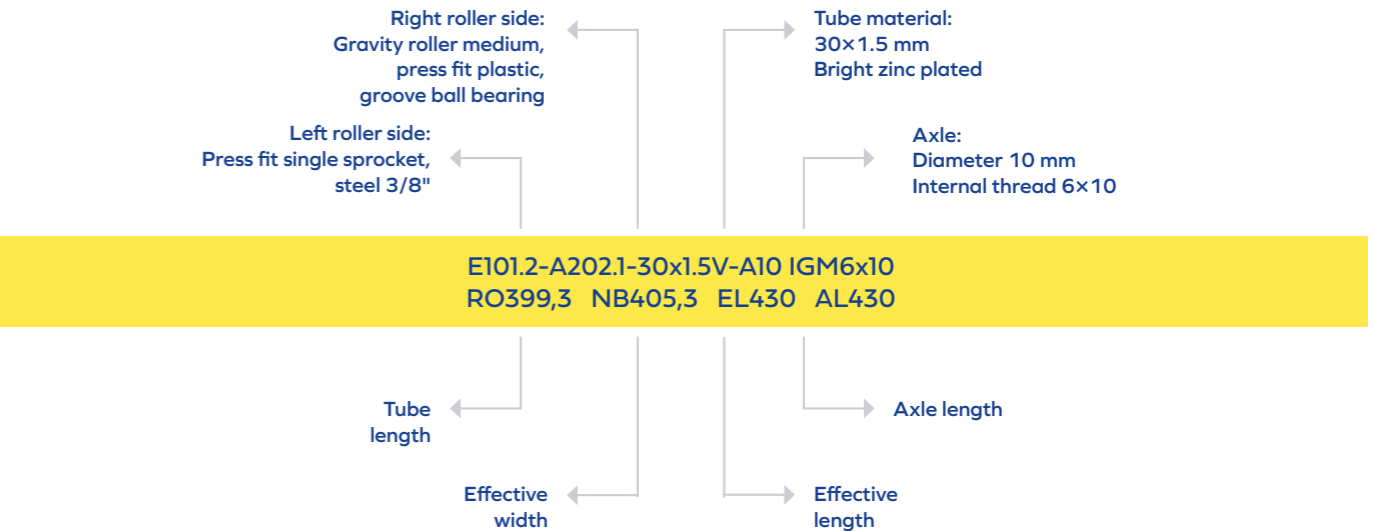 Right roller side:
Gravity roller medium,
press fit plastic,
groove ball bearing
Tube material:
30×1.5 mm
Bright zinc plated
Left roller side:
Press fit single sprocket,
steel 3/8"
Axle:
Diameter 10 mm
Internal thread 6×10
E101.2-A202.1-30x1.5V-A10 IGM6x10
RO399,3 NB405,3 EL430 AL430
Tube
length
Axle length
Effective
width
Effective
length